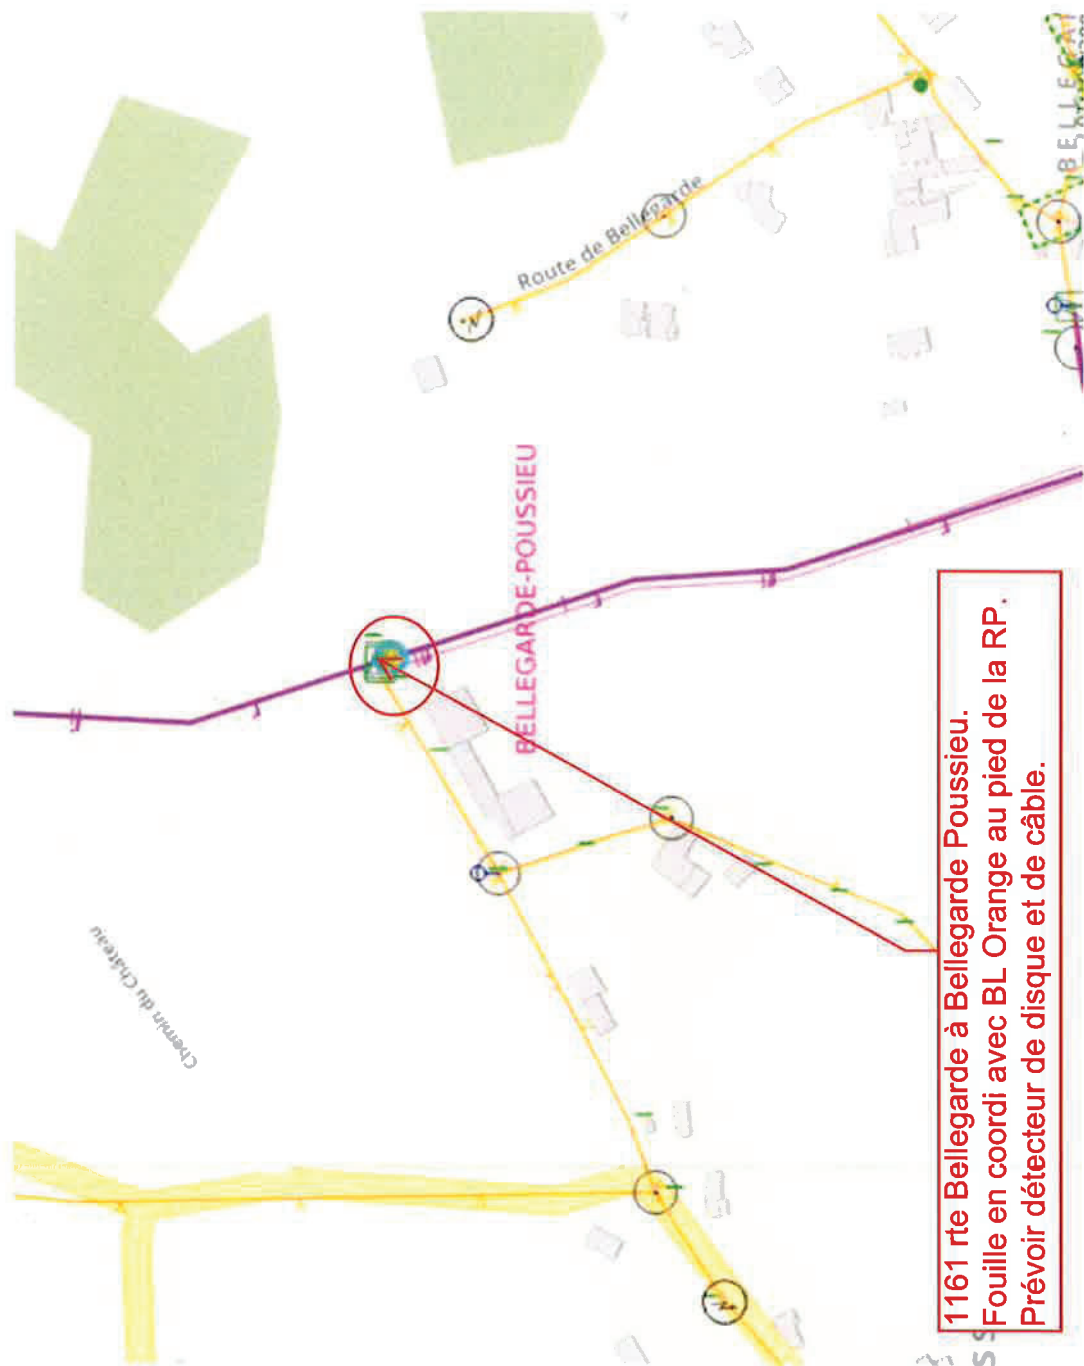 Route de Bellegarde
BELLEGARDE-POUSSIEU
Chemin du Château
1161 rte Bellegarde à Bellegarde Poussieu.
Fouille en coordi avec BL Orange au pied de la RP.
Prévoir détecteur de disque et de câble.